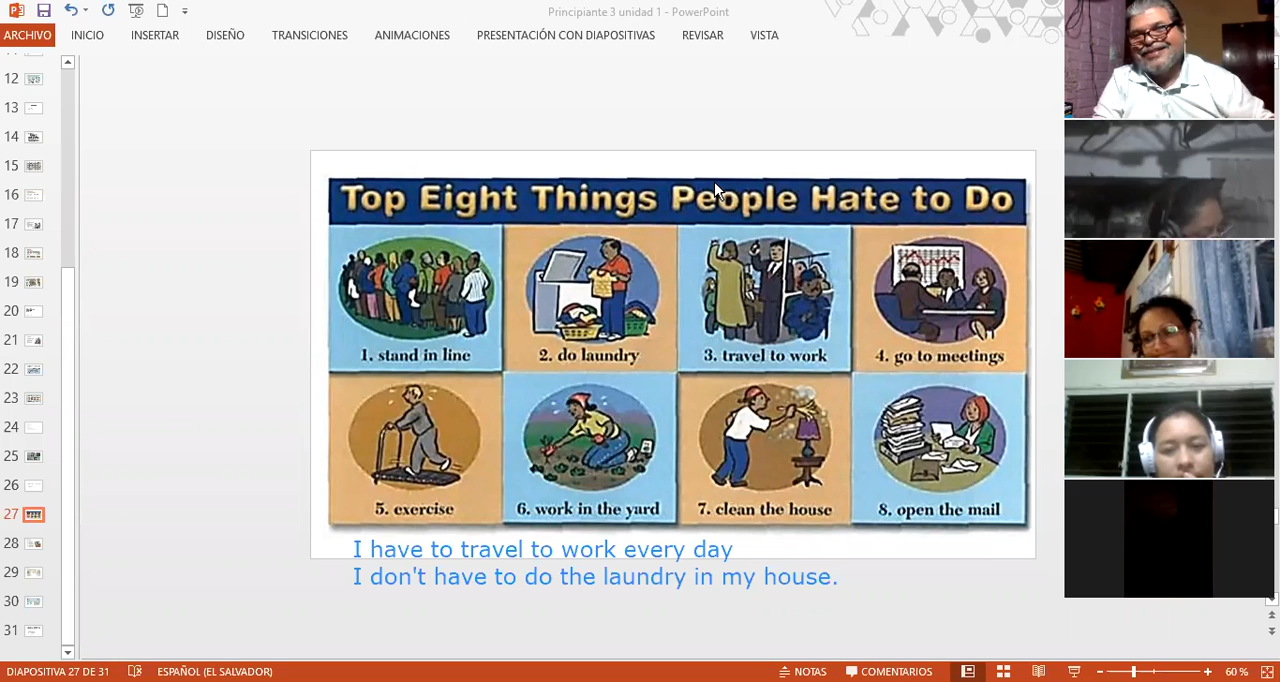 Principiante 3 unidad 1 - PowerPoint
ARCHIVO INICIO INSERTAR DISEÑO TRANSICIONES ANIMACIONES PRESENTACIÓN CON DIAPOSITIVAS REVISAR VISTA
12
13
14
15
16
17
18
19
20
21
22
23
24
25
26
27
28
29
30
31
Top Eight Things People Hate to Do
1. stand in line
2. do laundry
3. travel to work
4. go to meetings
5. exercise
6. work in the yard
7. clean the house
8. open the mail
I have to travel to work every day
I don't have to do the laundry in my house.
DIAPOSITIVA 27 DE 31 ESPAÑOL (EL SALVADOR) NOTAS COMENTARIOS 60 %